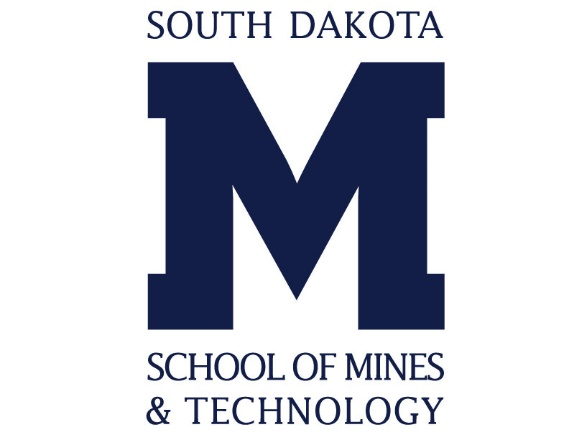 SOUTH DAKOTA
M
SCHOOL OF MINES
& TECHNOLOGY